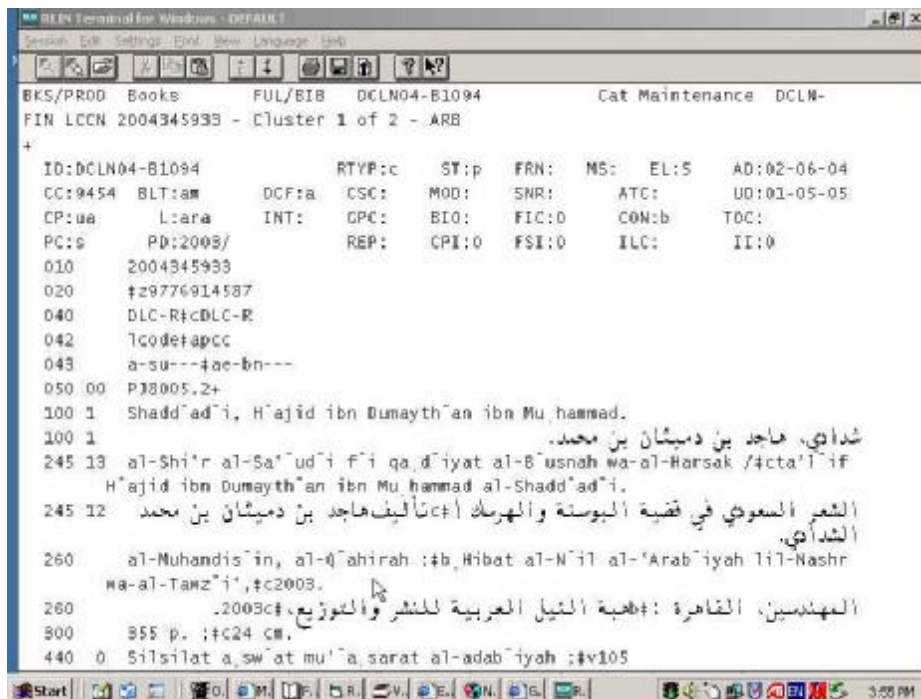 RLIN Terminal for Windows - DEFAULT
Session Edit Settings Font View Language Help
BKS/PROD Books FUL/BIB DCLN04-B1094 Cat Maintenance DCLN-
FIN LCCN 2004345933 - Cluster 1 of 2 - ARB
+
ID:DCLN04-B1094 RTYP:c ST:p FRN: MS: EL:5 AD:02-06-04
CC:9454 BLT:am DCF:a CSC: MOD: SNR: ATC: UD:01-05-05
CP:ua L:ara INT: GPC: BIO: FIC:0 CON:b TOC:
PC:s PD:2003/ REP: CPI:0 FSI:0 ILC: II:0
010 2004345933
020 ‡z9776914587
040 DLC-R‡cDLC-R
042 lcode‡apcc
043 a-su---‡ae-bn---
050 00 PJ8005.2+
100 1 Shadd¯ad¯i, H¯ajid ibn Dumayth¯an ibn Mu¸hammad.
100 1 شدادي، هاجد بن دميثان بن محمد.
245 13 al-Shi'r al-Sa'¯ud¯i f¯i qa¸d¯iyat al-B¯usnah wa-al-Harsak /‡cta'l¯if
H¯ajid ibn Dumayth¯an ibn Mu¸hammad al-Shadd¯ad¯i.
245 12 الشعر السعودي في قضية البوسنة والهرسك /‡cتأليف هاجد بن دميثان بن محمد
الشدادي.
260 al-Muhandis¯in, al-Q¯ahirah :‡b¸Hibat al-N¯il al-'Arab¯iyah lil-Nashr
wa-al-Tawz¯i',‡c2003.
260 المهندسين، القاهرة :‡bهبة النيل العربية للنشر والتوزيع،‡c2003.
300 355 p. ;‡c24 cm.
440 0 Silsilat a¸sw¯at mu'¯a¸sarat al-adab¯iyah ;‡v105
Start 3:58 PM